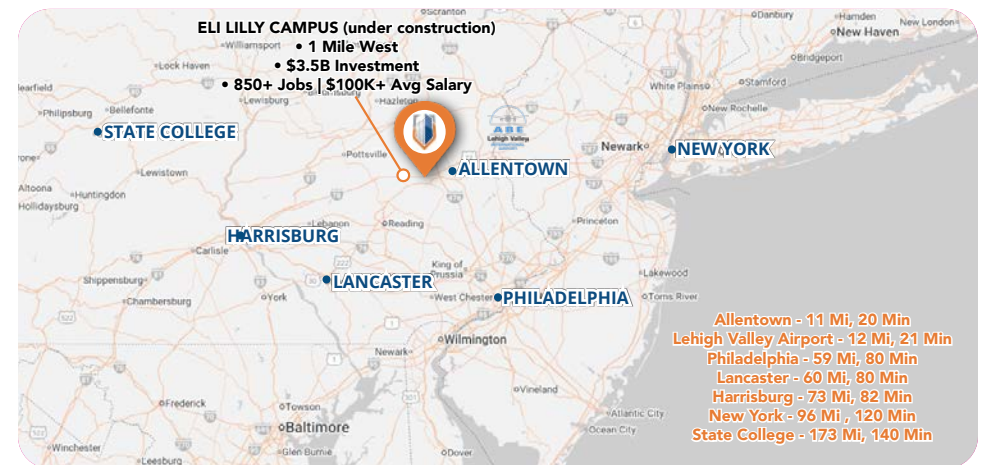 ELI LILLY CAMPUS (under construction)
• 1 Mile West
• $3.5B Investment
• 850+ Jobs | $100K+ Avg Salary
Scranton
Danbury
Hamden
New London
New Haven
Williamsport
Bridgeport
Lock Haven
Stamford
White Plains
Lewisburg
Hazleton
New Rochelle
Philipsburg
Bellefonte
STATE COLLEGE
ABE
Lehigh Valley
INTERNATIONAL
AIRPORT
Newark
NEW YORK
Pottsville
ALLENTOWN
Lewistown
Altoona
Huntingdon
Hollidaysburg
Lebanon
Reading
Princeton
HARRISBURG
Carlisle
King of
Prussia
Lakewood
Shippensburg
LANCASTER
Chambersburg
York
West Chester
PHILADELPHIA
Toms River
Allentown - 11 Mi, 20 Min
Lehigh Valley Airport - 12 Mi, 21 Min
Philadelphia - 59 Mi, 80 Min
Lancaster - 60 Mi, 80 Min
Harrisburg - 73 Mi, 82 Min
New York - 96 Mi , 120 Min
State College - 173 Mi, 140 Min
Wilmington
Newark
Vineland
Frederick
Towson
Baltimore
Atlantic City
Ocean City
Winchester
Leesburg
Glen Burnie
Dover